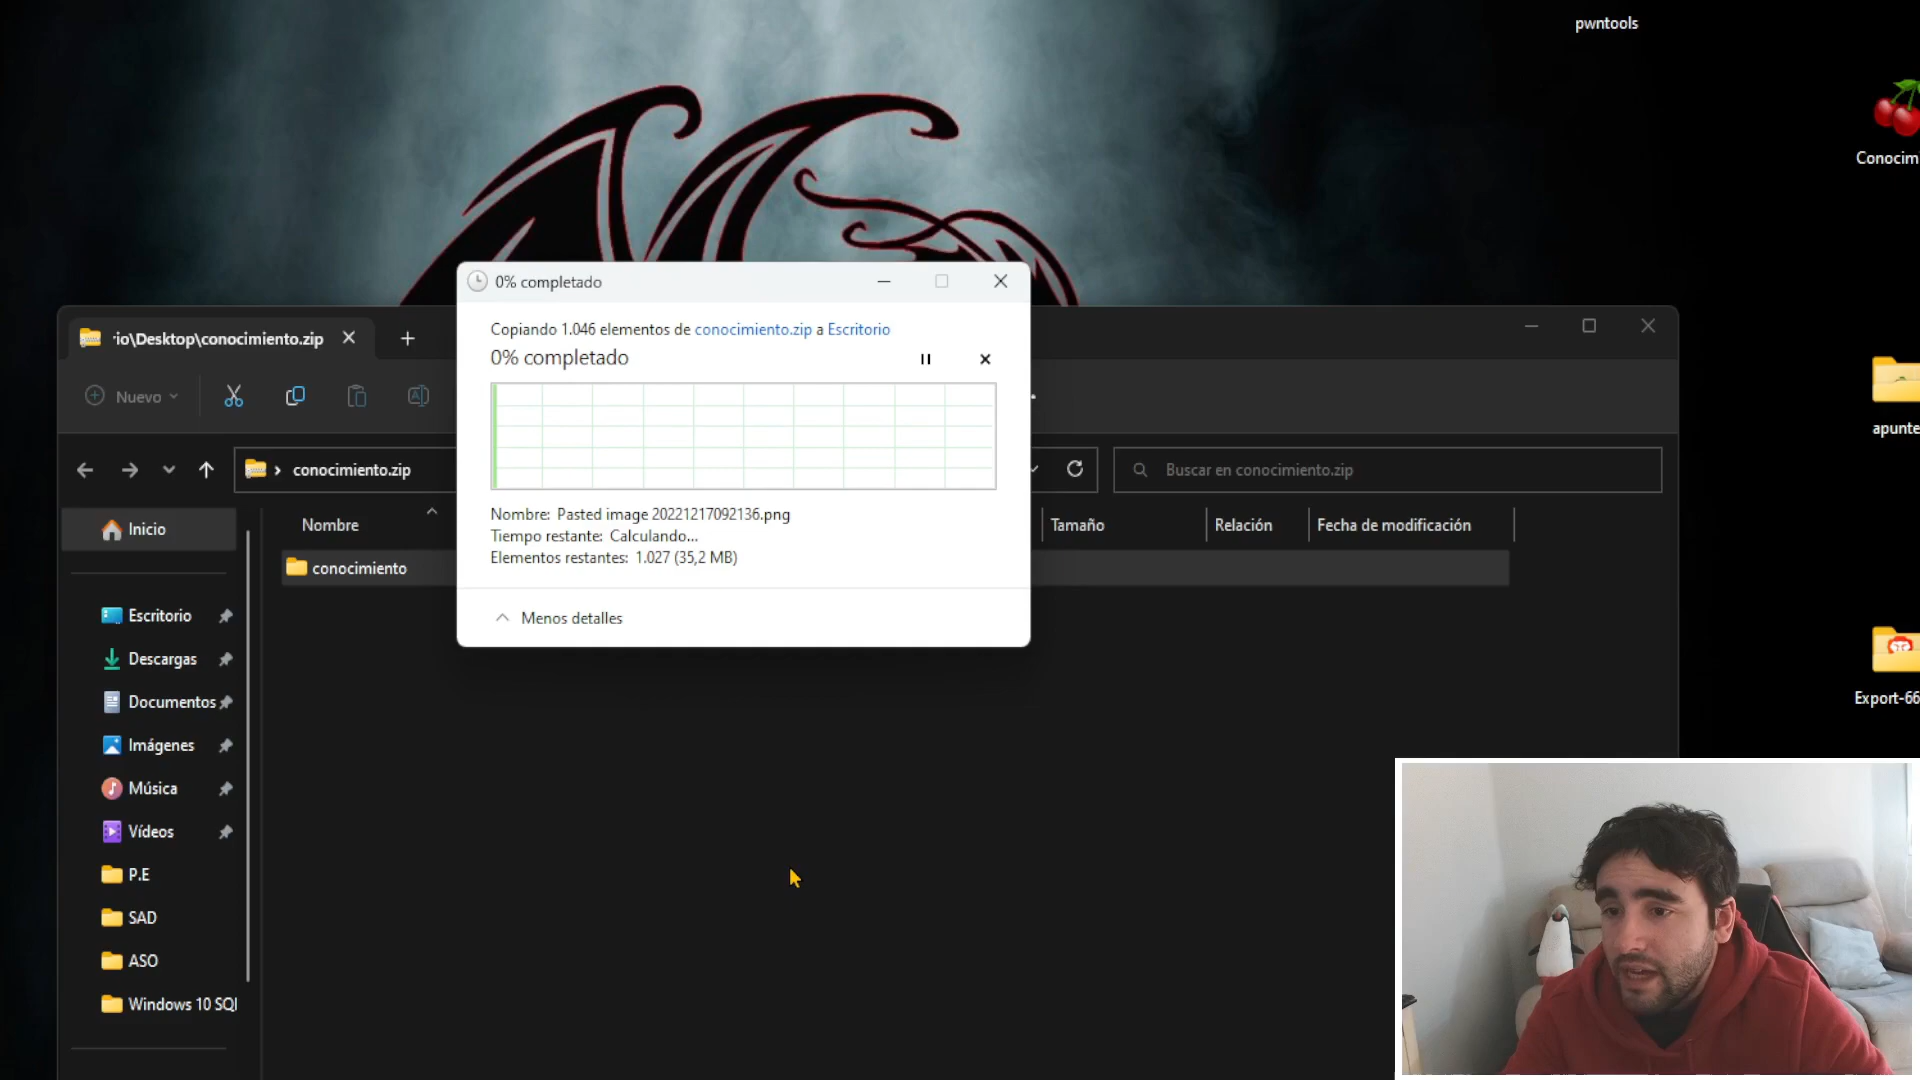 pwntools
Conocim
apunte
Export-66
0% completado
Copiando 1.046 elementos de conocimiento.zip a Escritorio
0% completado
Nombre: Pasted image 20221217092136.png
Tiempo restante: Calculando...
Elementos restantes: 1.027 (35,2 MB)
Menos detalles
rio\Desktop\conocimiento.zip
Nuevo
conocimiento.zip
Buscar en conocimiento.zip
Nombre
Tamaño
Relación
Fecha de modificación
conocimiento
Inicio
Escritorio
Descargas
Documentos
Imágenes
Música
Vídeos
P.E
SAD
ASO
Windows 10 SQ